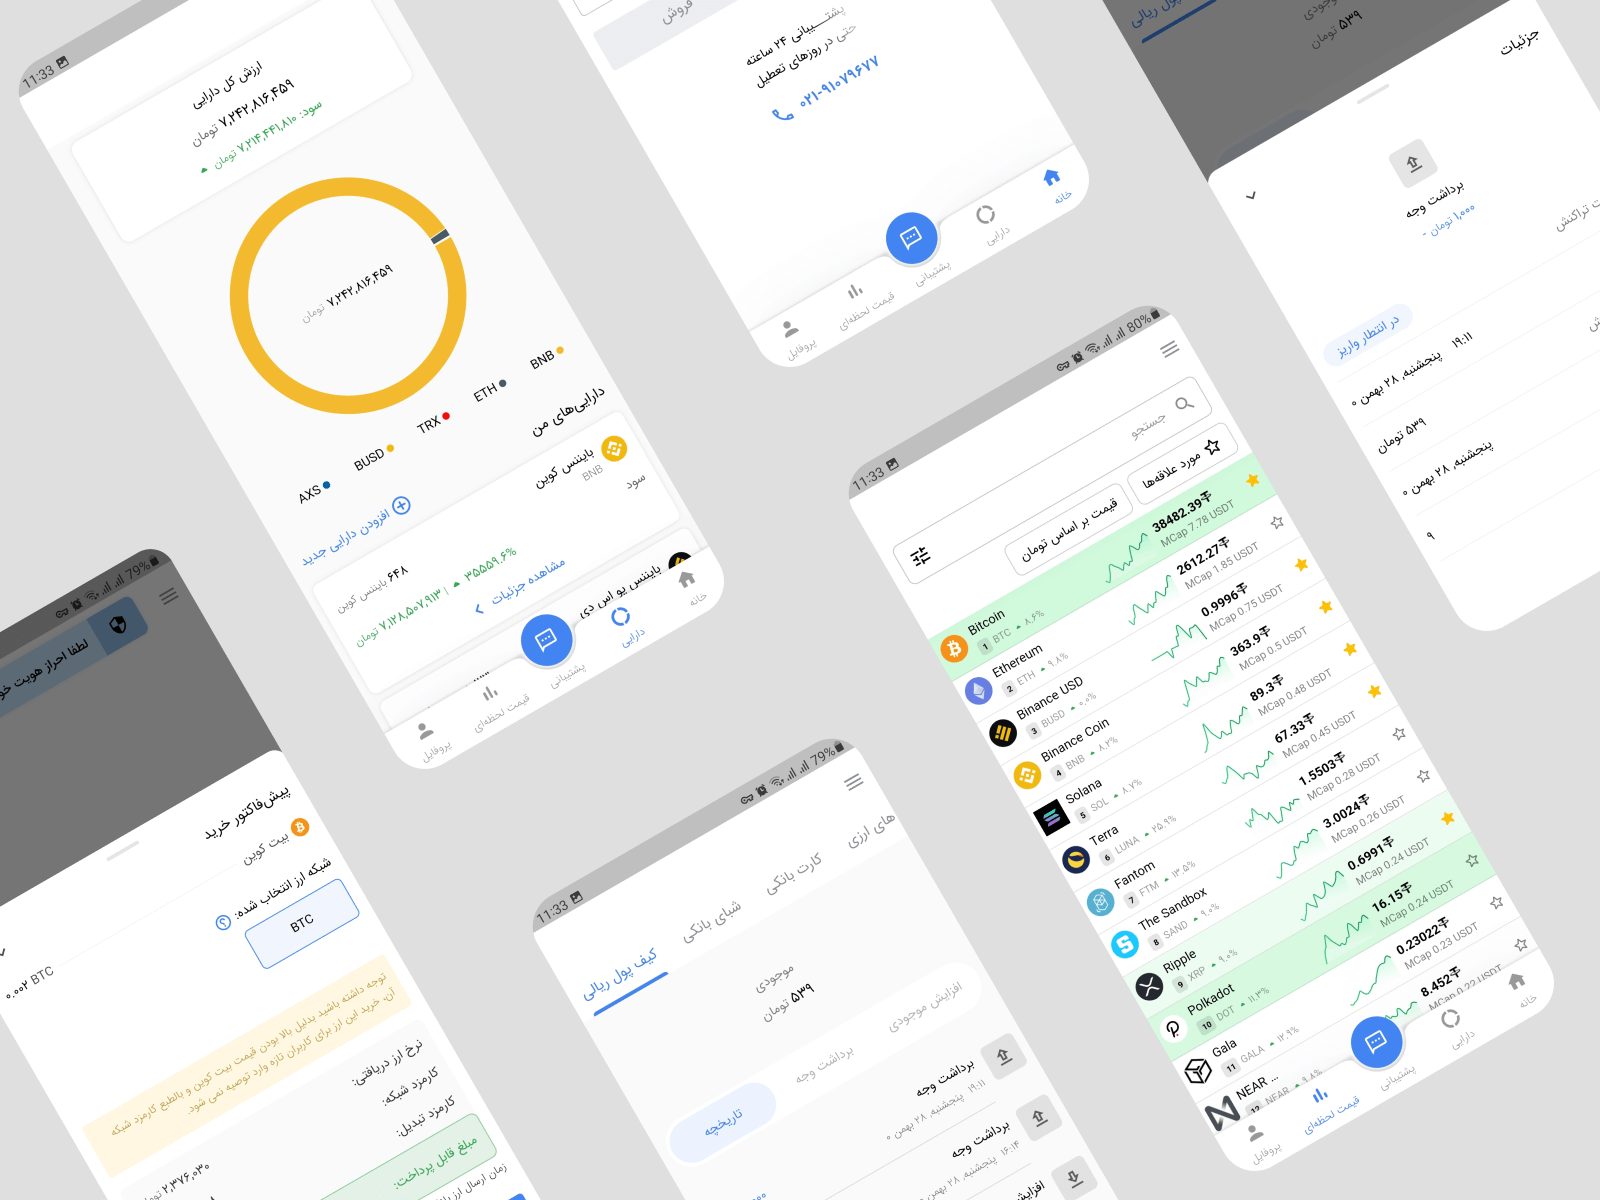 11:33
ارزش کل دارایی
۷,۲۴۲,۸۱۶,۴۵۹ تومان
سود: ۷,۲۱۴,۴۴۱,۸۱۰ تومان
۷,۲۴۲,۸۱۶,۴۵۹ تومان
BNB
ETH
TRX
BUSD
AXS
دارایی‌های من
افزودن دارایی جدید
بایننس کوین
BNB
سود
۶۴۸ بایننس کوین
۳۵۵۵۹.۶%
۷,۱۲۸,۵۰۷,۹۱۳ تومان
مشاهده جزئیات
بایننس یو اس دی
خانه
دارایی
پشتیبانی
قیمت لحظه‌ای
پروفایل
فروش
پشتــیبانی ۲۴ ساعته
حتی در روزهای تعطیل
۰۲۱-۹۱۰۷۹۶۷۷
خانه
دارایی
پشتیبانی
قیمت لحظه‌ای
پروفایل
پول ریالی
موجودی
۵۳۹ تومان
جزئیات
برداشت وجه
۱,۰۰۰ تومان -
تراکنش
در انتظار واریز
پنجشنبه, ۲۸ بهمن ۰
۱۹:۱۱
۵۳۹ تومان
پنجشنبه, ۲۸ بهمن ۰
۹
79%
لطفا احراز هویت
پیش‌فاکتور خرید
بیت کوین
۰.۰۰۲ BTC
شبکه ارز انتخاب شده:
BTC
توجه داشته باشید بدلیل بالا بودن قیمت بیت کوین و بالطبع کارمزد شبکه
آن، خرید این ارز برای کاربران تازه وارد توصیه نمی شود.
نرخ ارز دریافتی:
کارمزد شبکه:
۲,۳۷۶,۰۳۰
کارمزد تبدیل:
مبلغ قابل پرداخت:
زمان ارسال ارز
11:33
79%
های ارزی
کارت بانکی
شبای بانکی
کیف پول ریالی
موجودی
۵۳۹ تومان
افزایش موجودی
برداشت وجه
تاریخچه
برداشت وجه
پنجشنبه, ۲۸ بهمن ۰
۱۹:۱۱
برداشت وجه
پنجشنبه, ۲۸ بهمن
۱۶:۱۴
افزایش
11:33
80%
جستجو
مورد علاقه‌ها
قیمت بر اساس تومان
Bitcoin
1 BTC ۸.۶%
38482.39
MCap 7.78 USDT
Ethereum
2 ETH ۹.۸%
2612.27
MCap 1.85 USDT
Binance USD
3 BUSD ۰.۰%
0.9996
MCap 0.75 USDT
Binance Coin
4 BNB ۸.۲%
363.9
MCap 0.5 USDT
Solana
5 SOL ۸.۷%
89.3
MCap 0.48 USDT
Terra
6 LUNA ۲۵.۹%
67.33
MCap 0.45 USDT
Fantom
7 FTM ۱۳.۵%
1.5503
MCap 0.28 USDT
The Sandbox
8 SAND ۹.۰%
3.0024
MCap 0.26 USDT
Ripple
9 XRP ۹.۰%
0.6991
MCap 0.24 USDT
Polkadot
10 DOT ۱۱.۳%
16.15
MCap 0.24 USDT
Gala
11 GALA ۱۲.۹%
0.23022
MCap 0.23 USDT
NEAR ...
12 NEAR ۹.۸%
8.452
MCap 0.22 USDT
خانه
دارایی
پشتیبانی
قیمت لحظه‌ای
پروفایل